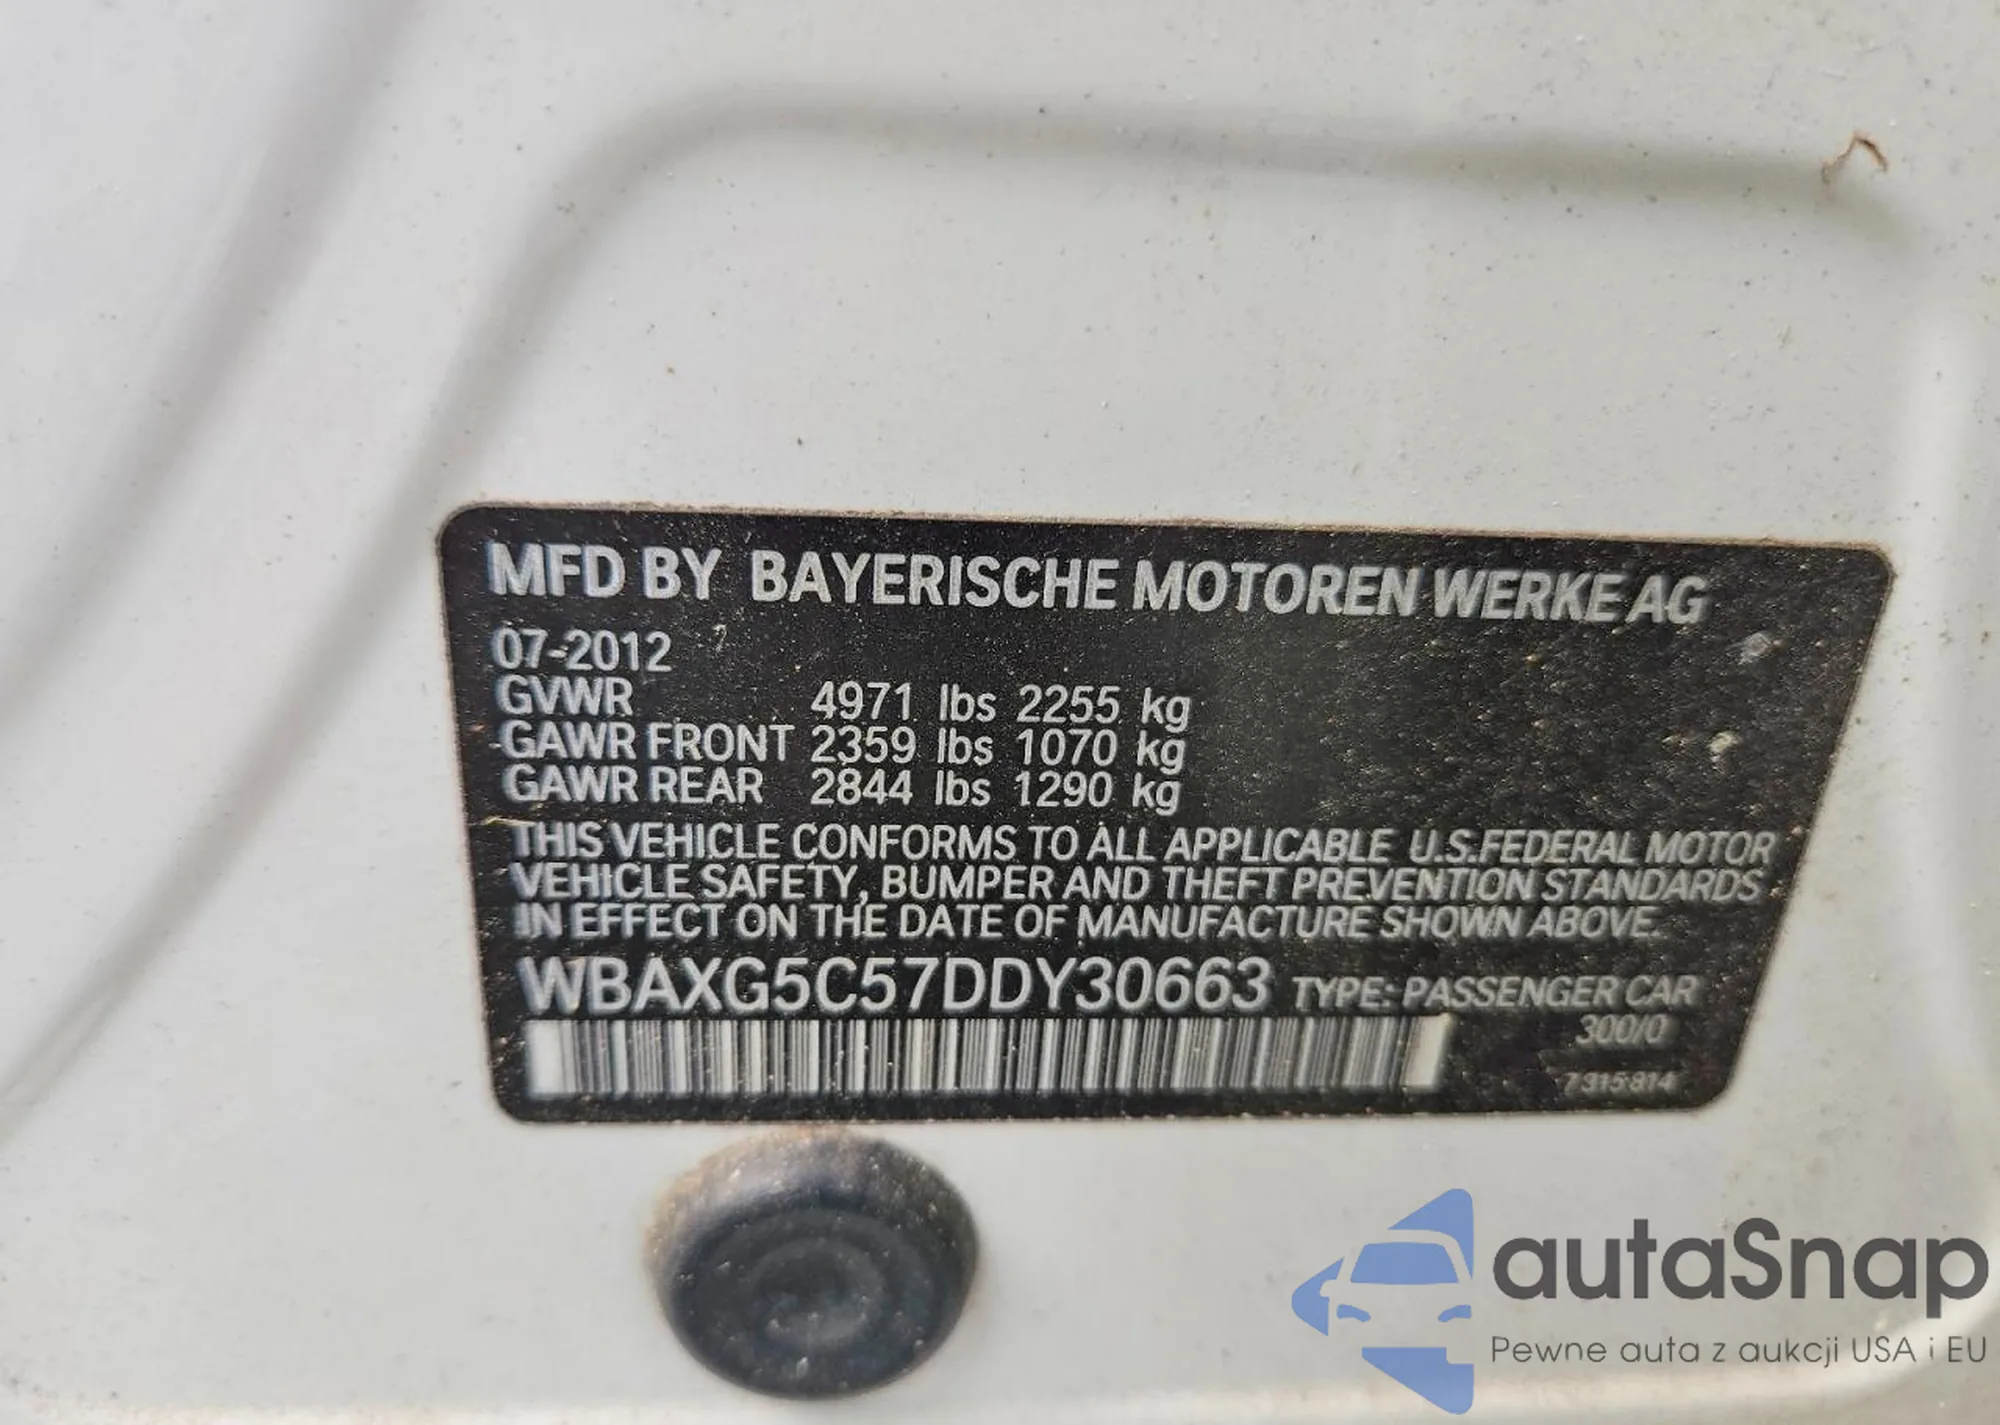 MFD BY BAYERISCHE MOTOREN WERKE AG
07-2012
GVWR 4971 lbs 2255 kg
GAWR FRONT 2359 lbs 1070 kg
GAWR REAR 2844 lbs 1290 kg
THIS VEHICLE CONFORMS TO ALL APPLICABLE U.S.FEDERAL MOTOR
VEHICLE SAFETY, BUMPER AND THEFT PREVENTION STANDARDS
IN EFFECT ON THE DATE OF MANUFACTURE SHOWN ABOVE.
WBAXG5C57DDY30663 TYPE: PASSENGER CAR
300/0
7315814
autaSnap
Pewne auta z aukcji USA i EU